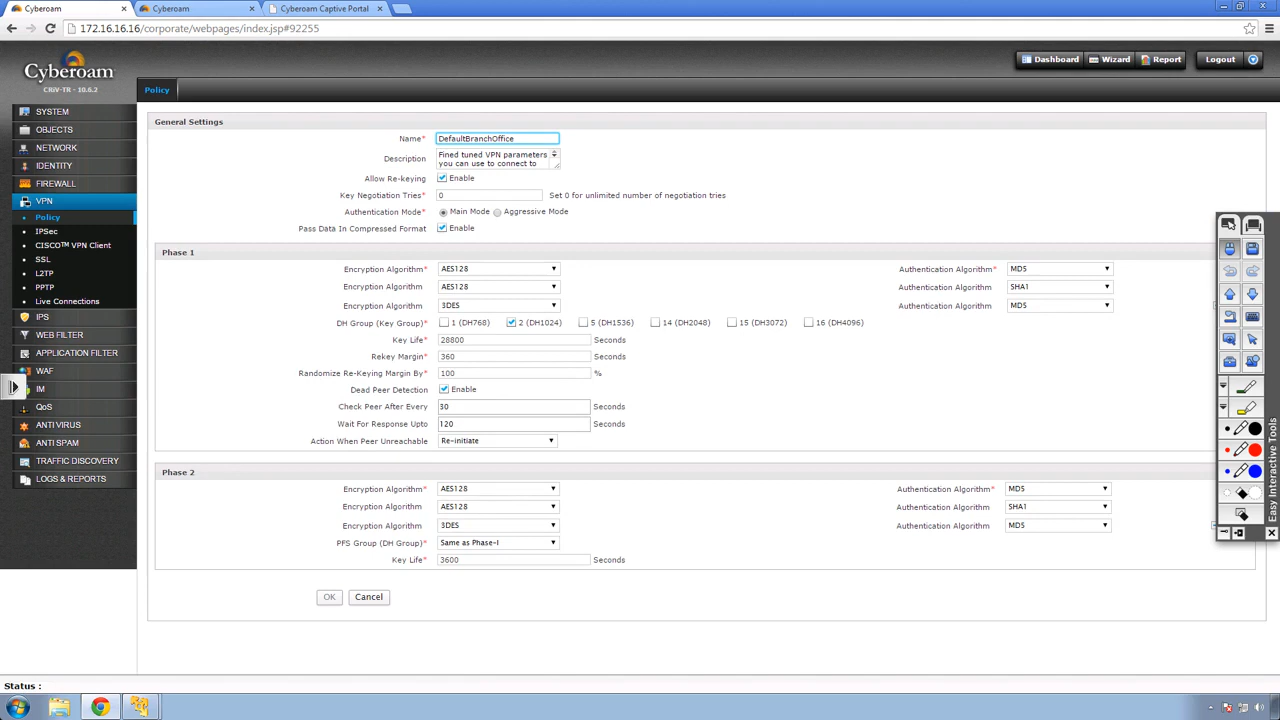 Cyberoam
Cyberoam
Cyberoam Captive Portal
172.16.16.16/corporate/webpages/index.jsp#92255
Cyberoam
CRiV-TR - 10.6.2
Dashboard
Wizard
Report
Logout
SYSTEM
OBJECTS
NETWORK
IDENTITY
FIREWALL
VPN
Policy
IPSec
CISCO™ VPN Client
SSL
L2TP
PPTP
Live Connections
IPS
WEB FILTER
APPLICATION FILTER
WAF
IM
QoS
ANTI VIRUS
ANTI SPAM
TRAFFIC DISCOVERY
LOGS & REPORTS
Policy
General Settings
Name* DefaultBranchOffice
Description Fined tuned VPN parameters
you can use to connect to
Allow Re-keying Enable
Key Negotiation Tries* 0 Set 0 for unlimited number of negotiation tries
Authentication Mode* Main Mode Aggressive Mode
Pass Data In Compressed Format Enable
Phase 1
Encryption Algorithm* AES128 Authentication Algorithm* MD5
Encryption Algorithm AES128 Authentication Algorithm SHA1
Encryption Algorithm 3DES Authentication Algorithm MD5
DH Group (Key Group)* 1 (DH768) 2 (DH1024) 5 (DH1536) 14 (DH2048) 15(DH3072) 16 (DH4096)
Key Life* 28800 Seconds
Rekey Margin* 360 Seconds
Randomize Re-Keying Margin By* 100 %
Dead Peer Detection Enable
Check Peer After Every 30 Seconds
Wait For Response Upto 120 Seconds
Action When Peer Unreachable Re-initiate
Phase 2
Encryption Algorithm* AES128 Authentication Algorithm* MD5
Encryption Algorithm AES128 Authentication Algorithm SHA1
Encryption Algorithm 3DES Authentication Algorithm MD5
PFS Group (DH Group)* Same as Phase-I
Key Life* 3600 Seconds
OK Cancel
Easy Interactive Tools
Status :